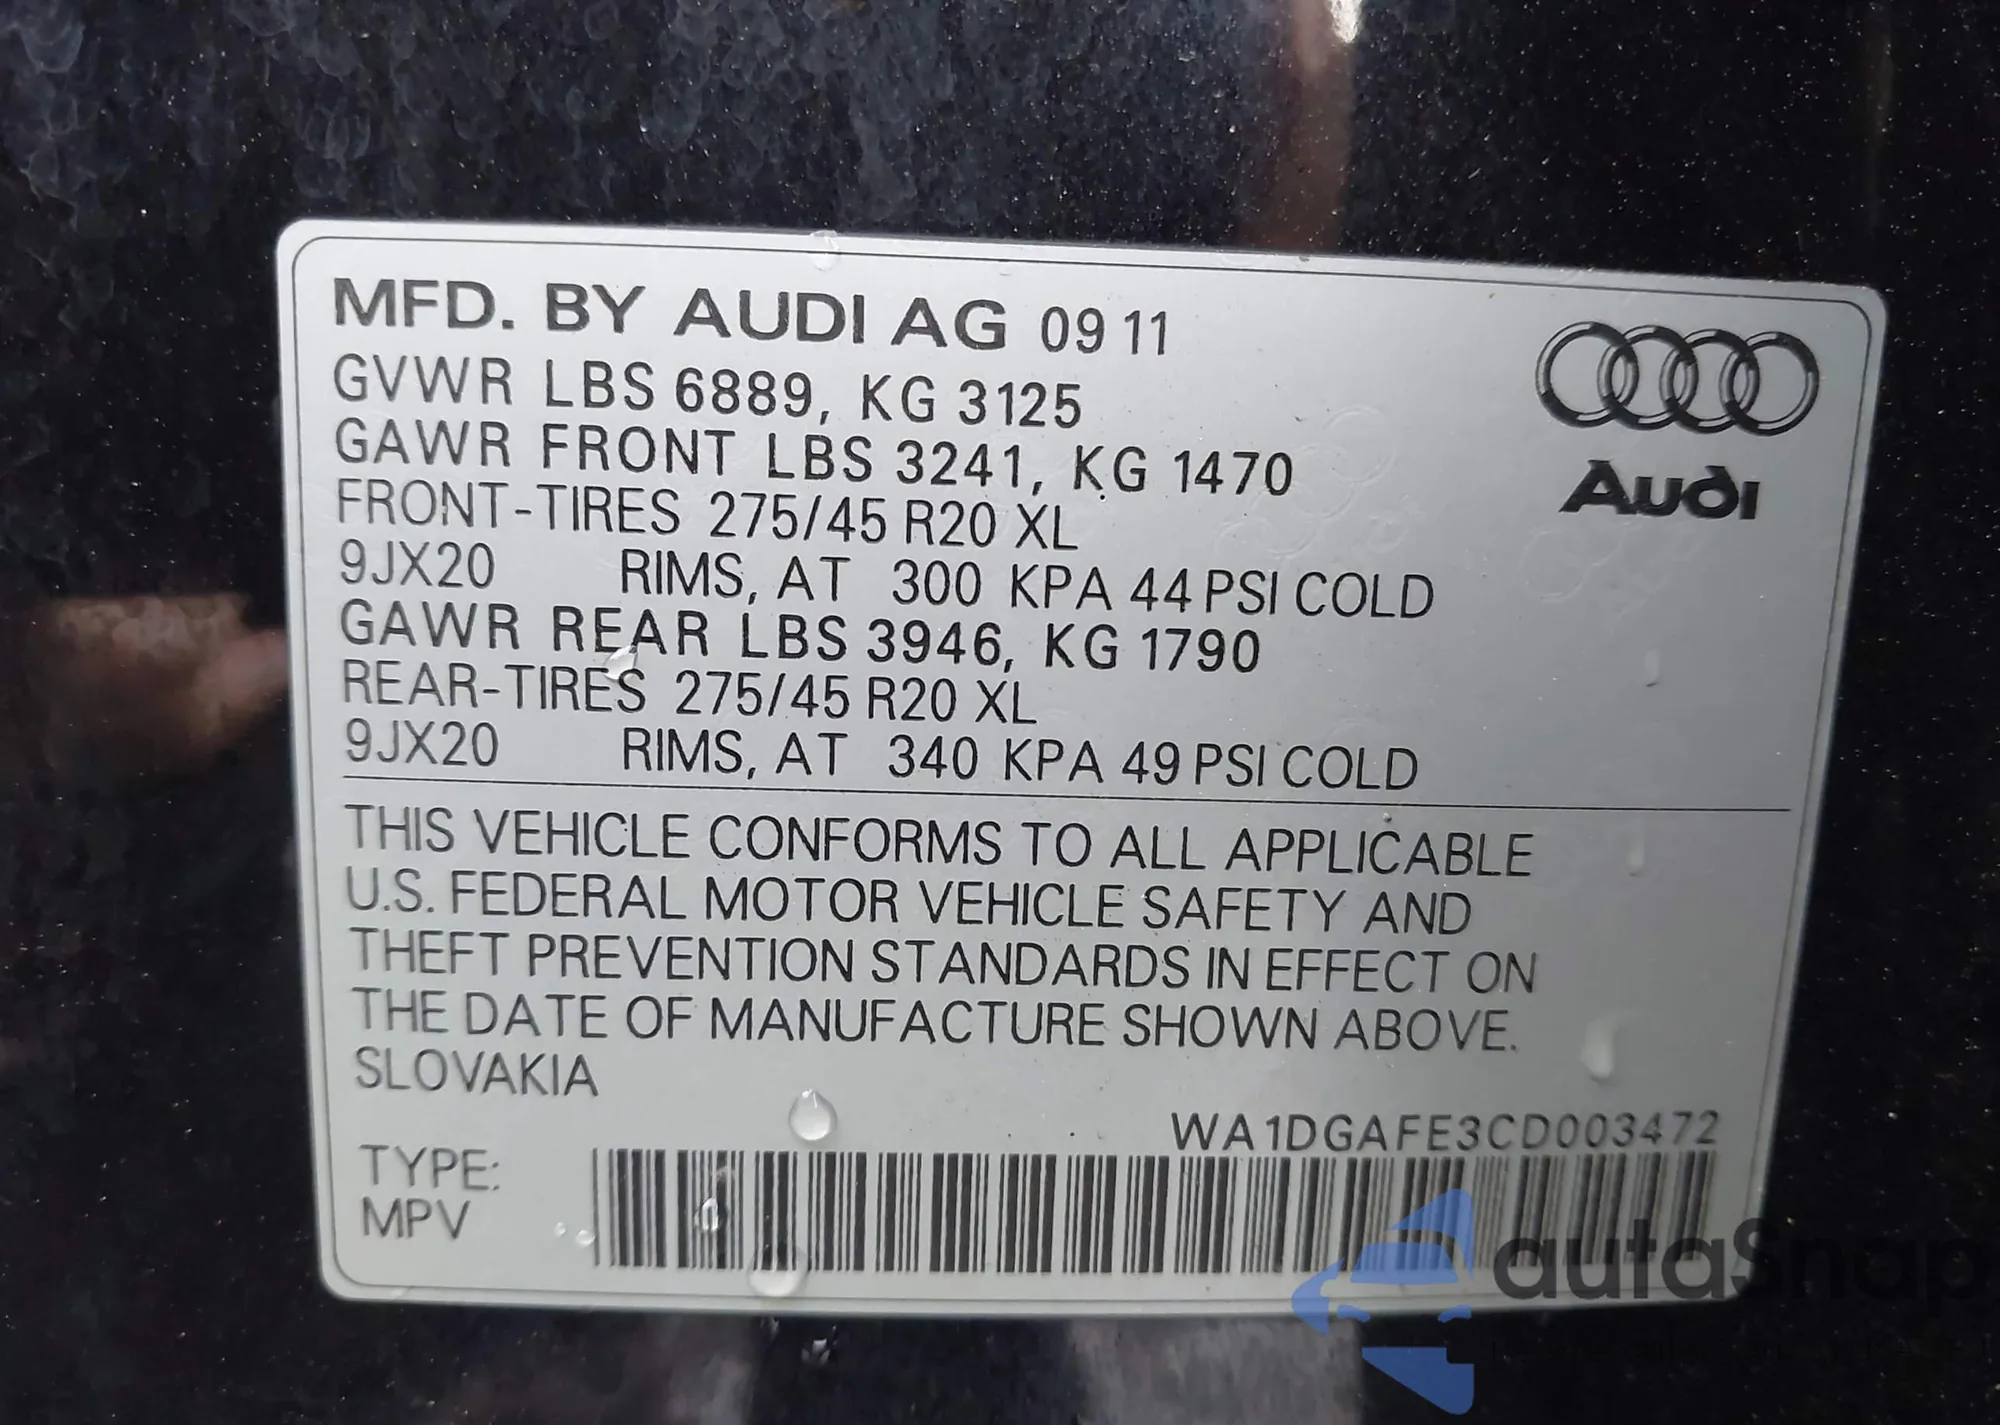 MFD. BY AUDI AG 09 11
GVWR LBS 6889, KG 3125
GAWR FRONT LBS 3241, KG 1470
FRONT-TIRES 275/45 R20 XL
9JX20 RIMS, AT 300 KPA 44 PSI COLD
GAWR REAR LBS 3946, KG 1790
REAR-TIRES 275/45 R20 XL
9JX20 RIMS, AT 340 KPA 49 PSI COLD
Audi
THIS VEHICLE CONFORMS TO ALL APPLICABLE
U.S. FEDERAL MOTOR VEHICLE SAFETY AND
THEFT PREVENTION STANDARDS IN EFFECT ON
THE DATE OF MANUFACTURE SHOWN ABOVE.
SLOVAKIA
WA1DGAFE3CD003472
TYPE:
MPV
autaSnap